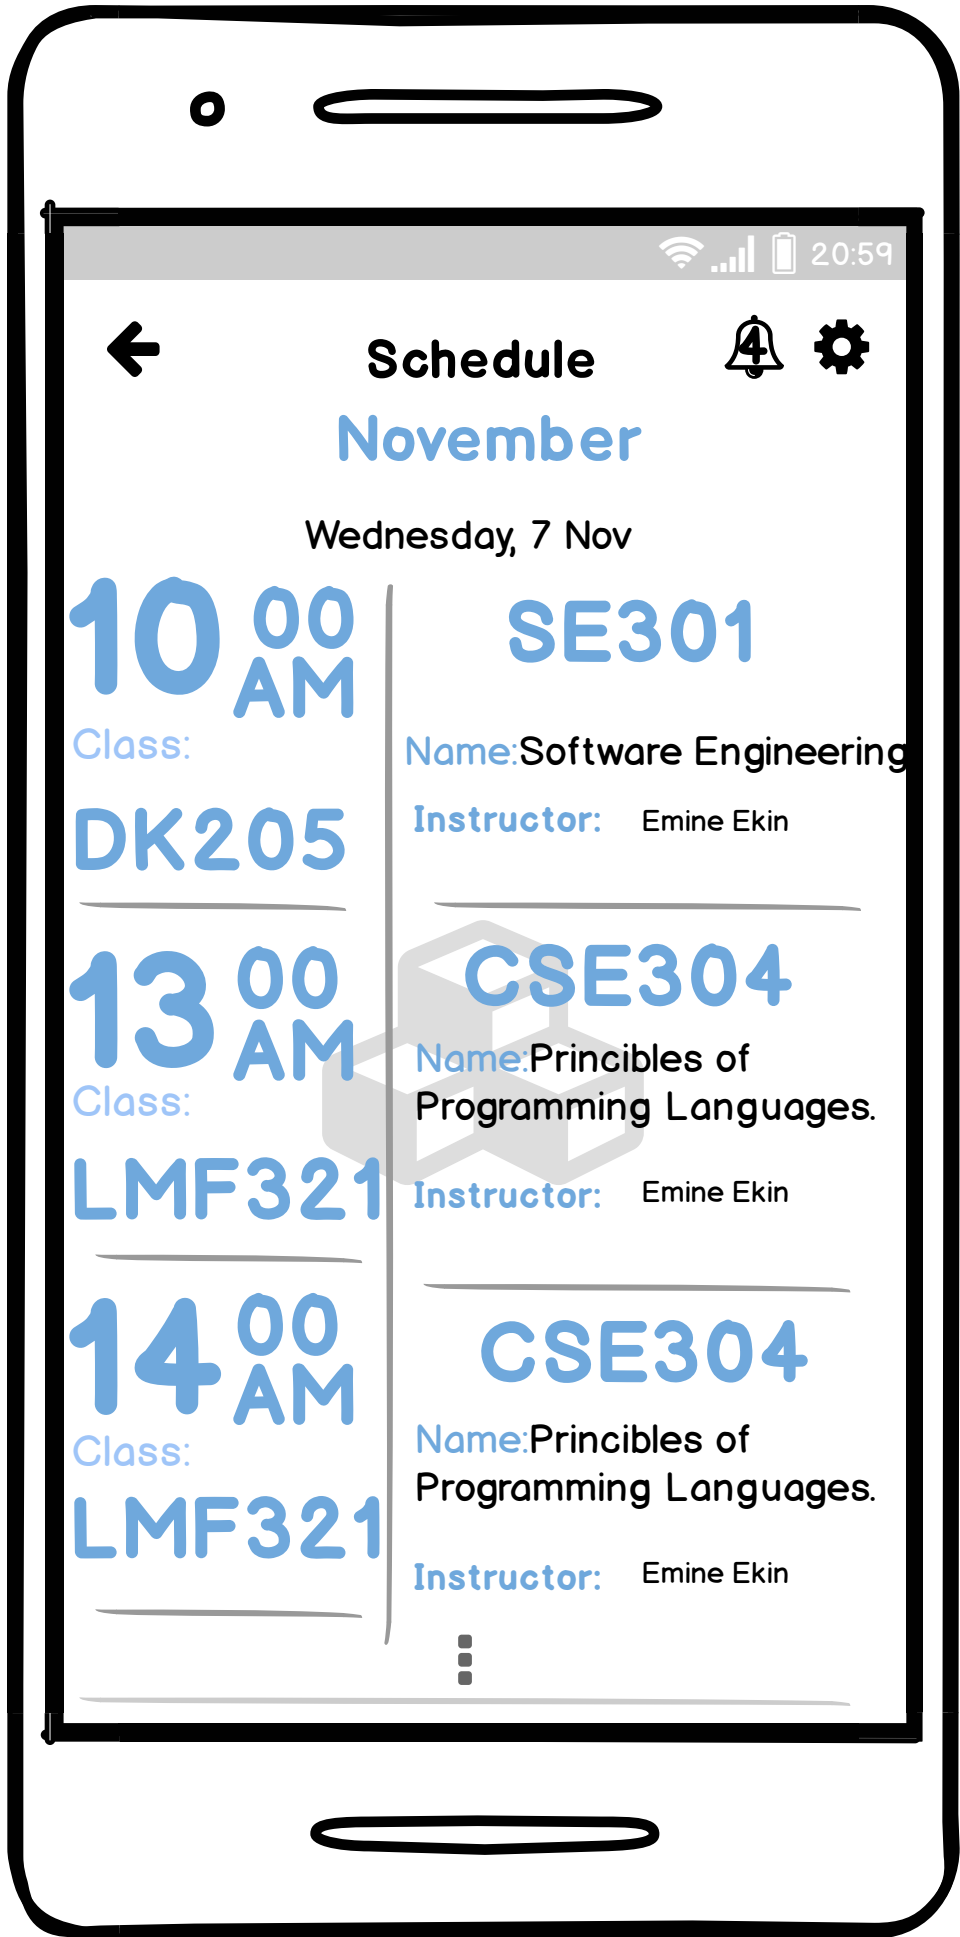 20:59
4
Schedule
November
Wednesday, 7 Nov
10 00 AM
Class:
DK205
SE301
Name:Software Engineering
Instructor: Emine Ekin
13 00 AM
Class:
LMF321
CSE304
Name:Princibles of
Programming Languages.
Instructor: Emine Ekin
14 00 AM
Class:
LMF321
CSE304
Name:Princibles of
Programming Languages.
Instructor: Emine Ekin